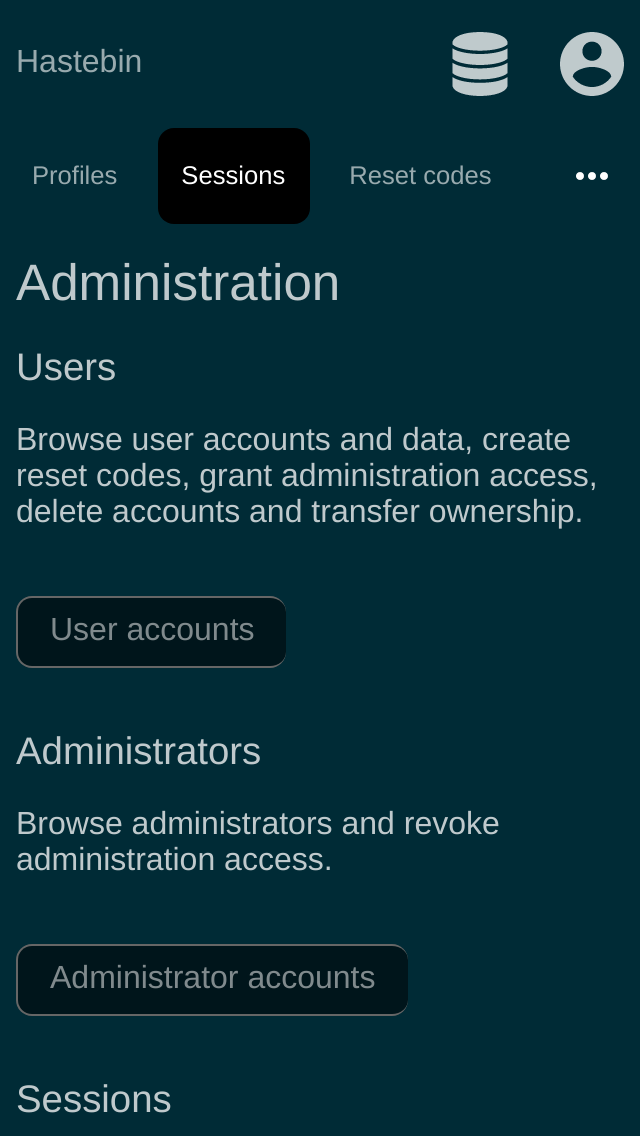 Hastebin
Profiles
Sessions
Reset codes
Administration
Users
Browse user accounts and data, create
reset codes, grant administration access,
delete accounts and transfer ownership.
User accounts
Administrators
Browse administrators and revoke
administration access.
Administrator accounts
Sessions